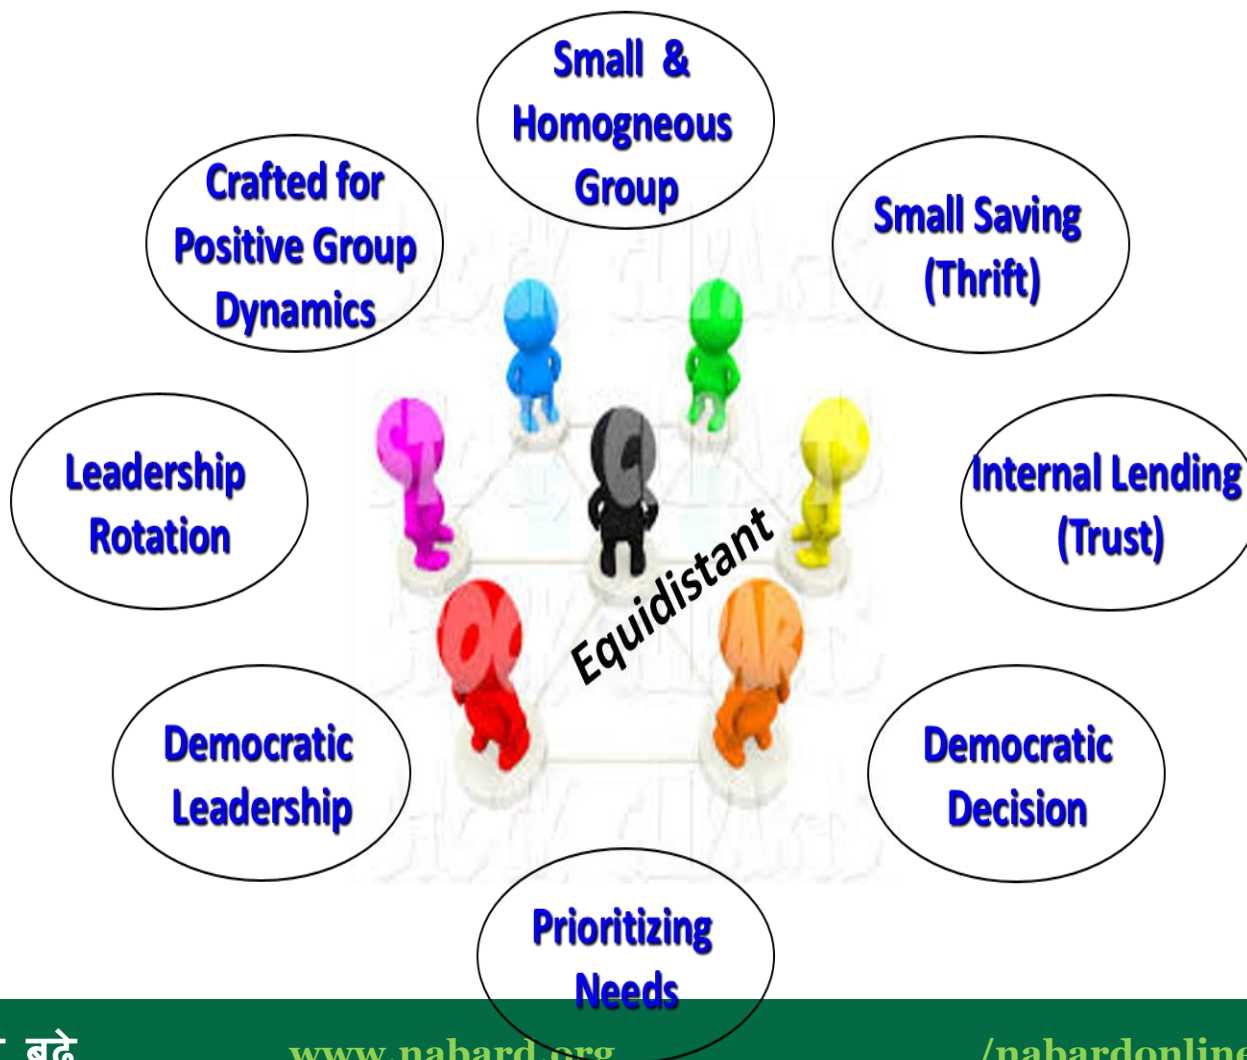 Small &
Homogneous
Group
Crafted for
Positive Group
Dynamics
Small Saving
(Thrift)
Leadership
Rotation
Internal Lending
(Trust)
Equidistant
Democratic
Leadership
Democratic
Decision
Prioritizing
Needs
बढ़े
www.nabard.org
/nabardonline